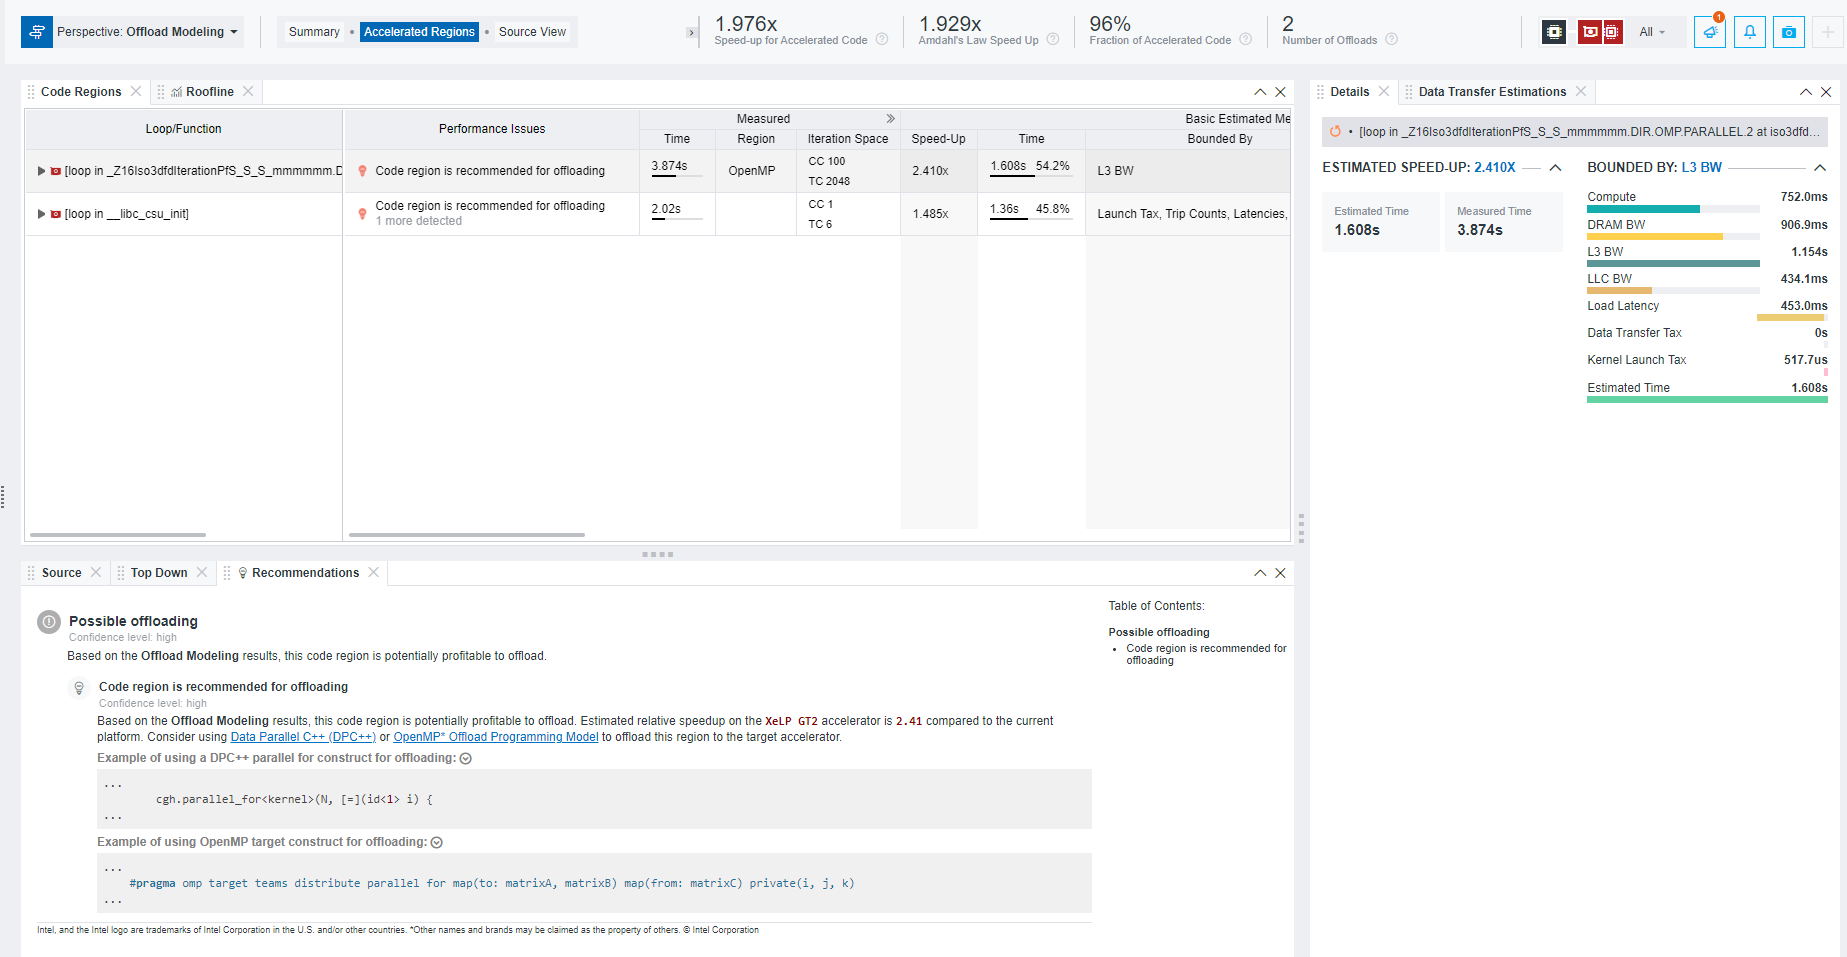 Perspective: Offload Modeling
Summary • Accelerated Regions • Source View
1.976x
Speed-up for Accelerated Code
1.929x
Amdahl's Law Speed Up
96%
Fraction of Accelerated Code
2
Number of Offloads
All
1
Code Regions
Roofline
Loop/Function
Performance Issues
Measured
Basic Estimated Me
Time
Region
Iteration Space
Speed-Up
Time
Bounded By
[loop in _Z16Iso3dfdIterationPfS_S_S_mmmmmm.D
Code region is recommended for offloading
3.874s
OpenMP
CC 100
TC 2048
2.410x
1.608s 54.2%
L3 BW
[loop in __libc_csu_init]
Code region is recommended for offloading
1 more detected
2.02s
CC 1
TC 6
1.485x
1.36s 45.8%
Launch Tax, Trip Counts, Latencies,
Source
Top Down
Recommendations
Possible offloading
Confidence level: high
Based on the Offload Modeling results, this code region is potentially profitable to offload.
Code region is recommended for offloading
Confidence level: high
Based on the Offload Modeling results, this code region is potentially profitable to offload. Estimated relative speedup on the XeLP GT2 accelerator is 2.41 compared to the current
platform. Consider using Data Parallel C++ (DPC++) or OpenMP* Offload Programming Model to offload this region to the target accelerator.
Example of using a DPC++ parallel for construct for offloading:
...
cgh.parallel_for<kernel>(N, [=](id<1> i) {
...
Example of using OpenMP target construct for offloading:
...
#pragma omp target teams distribute parallel for map(to: matrixA, matrixB) map(from: matrixC) private(i, j, k)
...
Intel, and the Intel logo are trademarks of Intel Corporation in the U.S. and/or other countries. *Other names and brands may be claimed as the property of others. © Intel Corporation
Table of Contents:
Possible offloading
• Code region is recommended for
offloading
Details
Data Transfer Estimations
• [loop in _Z16Iso3dfdIterationPfS_S_S_mmmmmm.DIR.OMP.PARALLEL.2 at iso3dfd...
ESTIMATED SPEED-UP: 2.410X
Estimated Time
1.608s
Measured Time
3.874s
BOUNDED BY: L3 BW
Compute 752.0ms
DRAM BW 906.9ms
L3 BW 1.154s
LLC BW 434.1ms
Load Latency 453.0ms
Data Transfer Tax 0s
Kernel Launch Tax 517.7us
Estimated Time 1.608s